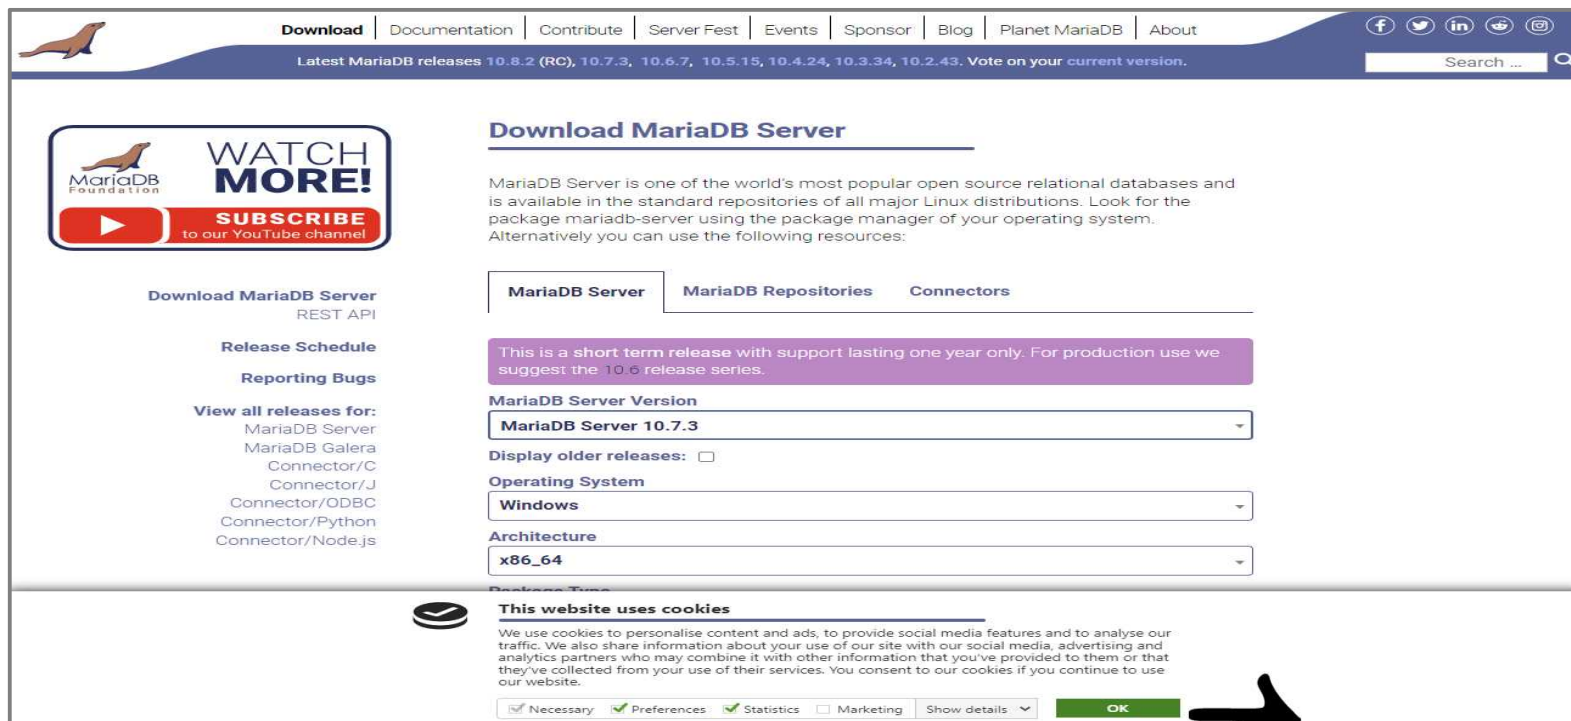 Download Documentation Contribute Server Fest Events Sponsor Blog Planet MariaDB About
Latest MariaDB releases 10.8.2 (RC), 10.7.3, 10.6.7, 10.5.15, 10.4.24, 10.3.34, 10.2.43. Vote on your current version.
Search ...
WATCH
MORE!
MariaDB
Foundation
SUBSCRIBE
to our YouTube channel
Download MariaDB Server
REST API
Release Schedule
Reporting Bugs
View all releases for:
MariaDB Server
MariaDB Galera
Connector/C
Connector/J
Connector/ODBC
Connector/Python
Connector/Node.js
Download MariaDB Server
MariaDB Server is one of the world's most popular open source relational databases and
is available in the standard repositories of all major Linux distributions. Look for the
package mariadb-server using the package manager of your operating system.
Alternatively you can use the following resources:
MariaDB Server MariaDB Repositories Connectors
This is a short term release with support lasting one year only. For production use we
suggest the 10.6 release series.
MariaDB Server Version
MariaDB Server 10.7.3
Display older releases:
Operating System
Windows
Architecture
x86_64
Package Type
This website uses cookies
We use cookies to personalise content and ads, to provide social media features and to analyse our
traffic. We also share information about your use of our site with our social media, advertising and
analytics partners who may combine it with other information that you've provided to them or that
they've collected from your use of their services. You consent to our cookies if you continue to use
our website.
Necessary Preferences Statistics Marketing Show details OK